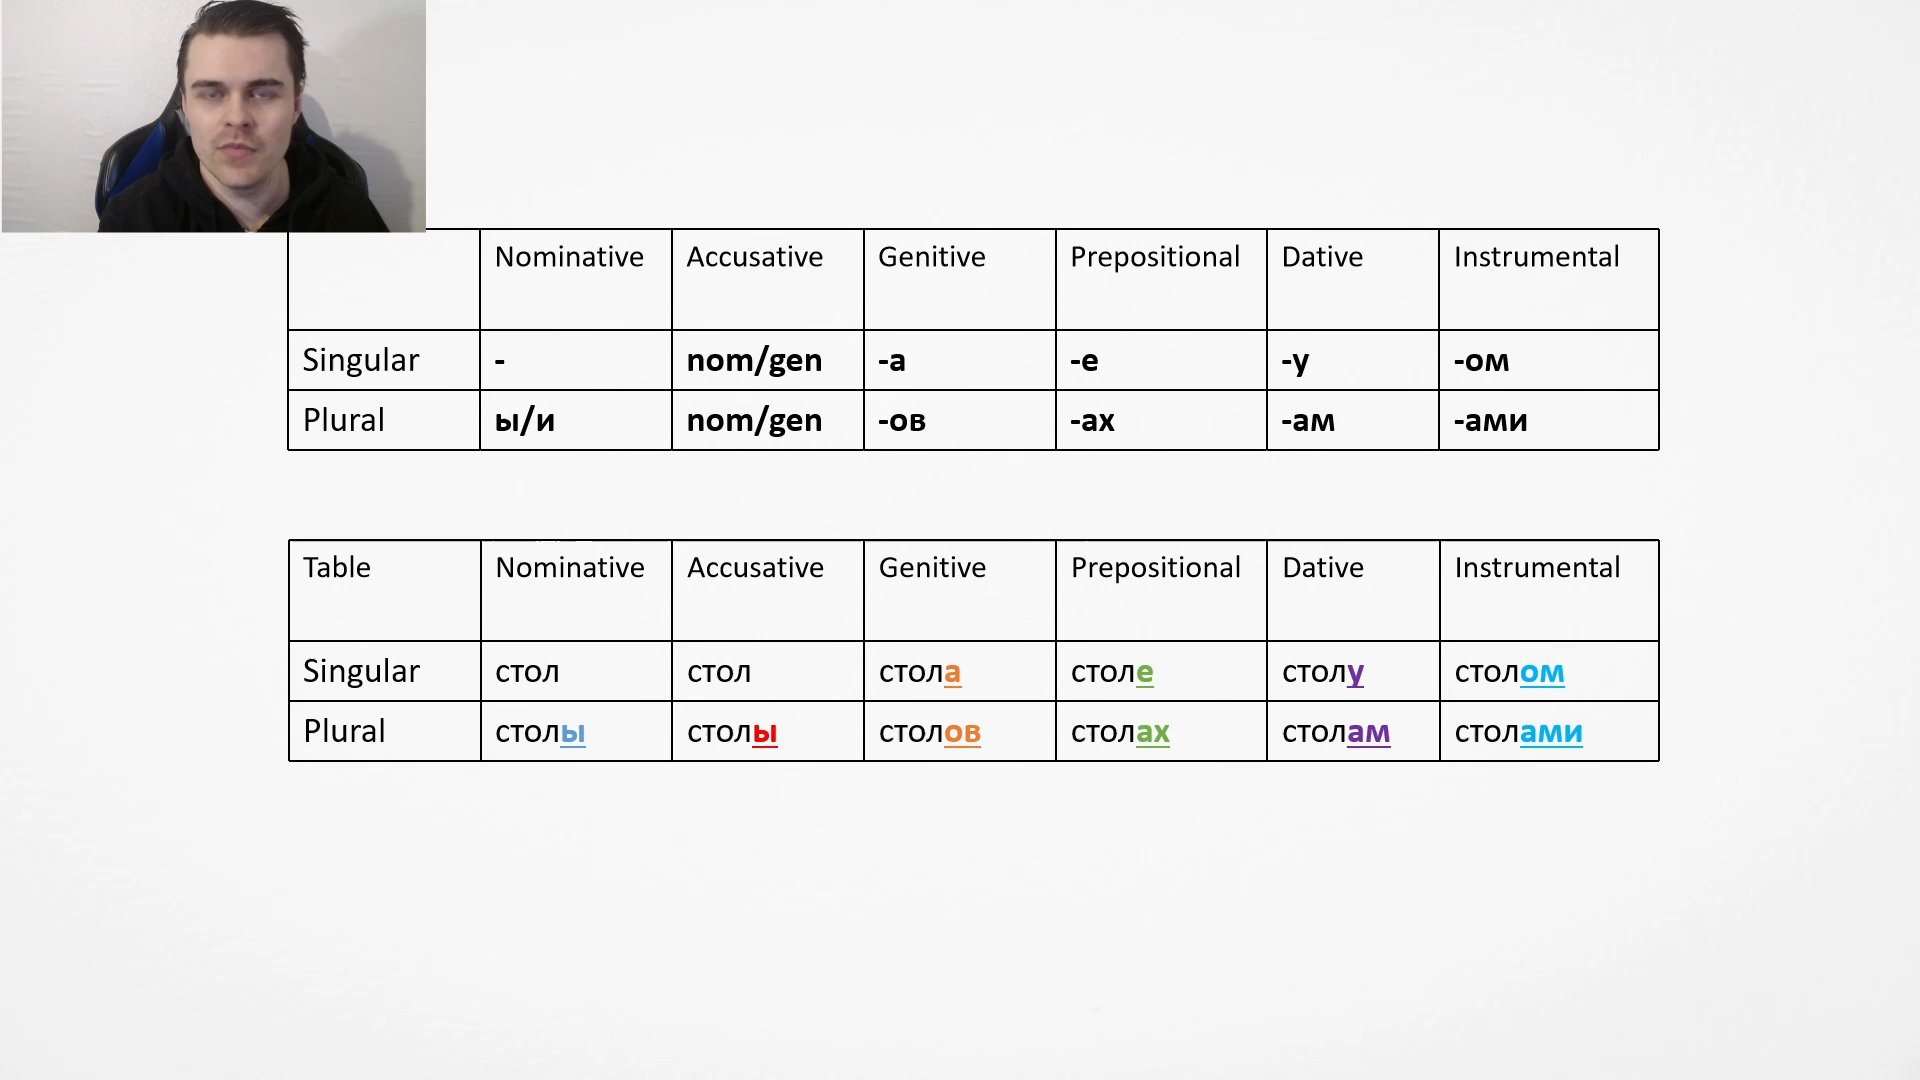 Nominative Accusative Genitive Prepositional Dative Instrumental
Singular - nom/gen -а -е -у -ом
Plural ы/и nom/gen -ов -ах -ам -ами
Table Nominative Accusative Genitive Prepositional Dative Instrumental
Singular стол стол стола столе столу столом
Plural столы столы столов столах столам столами